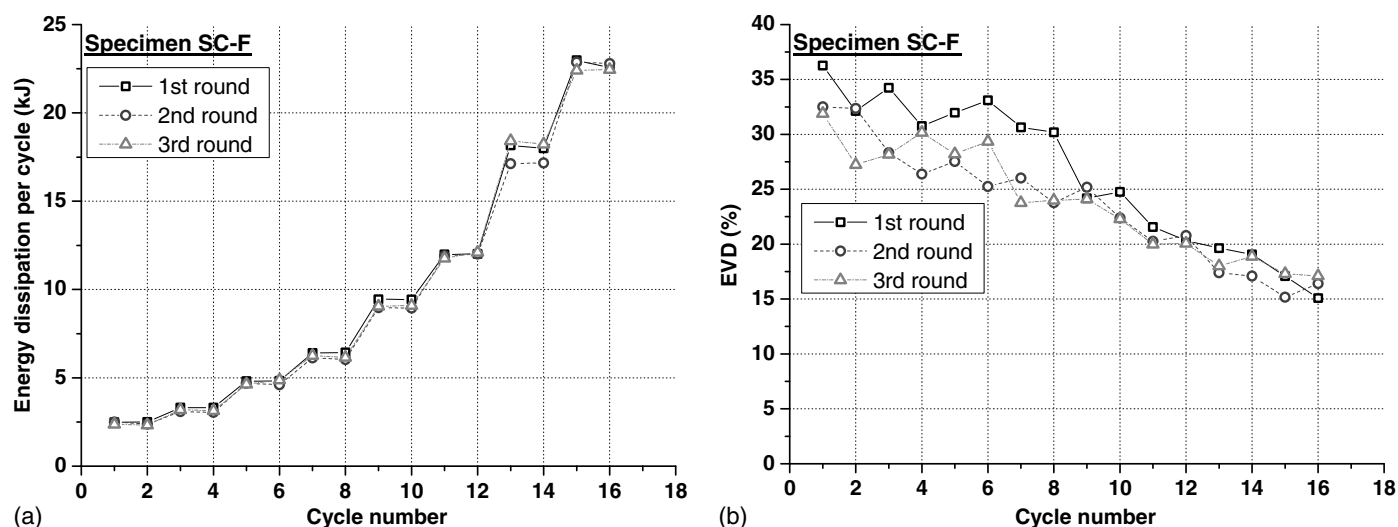 25
20
15
10
5
0
Energy dissipation per cycle (kJ)
Specimen SC-F
1st round
2nd round
3rd round
0 2 4 6 8 10 12 14 16 18
Cycle number
(a)
40
35
30
25
20
15
10
5
0
EVD (%)
Specimen SC-F
1st round
2nd round
3rd round
0 2 4 6 8 10 12 14 16 18
Cycle number
(b)